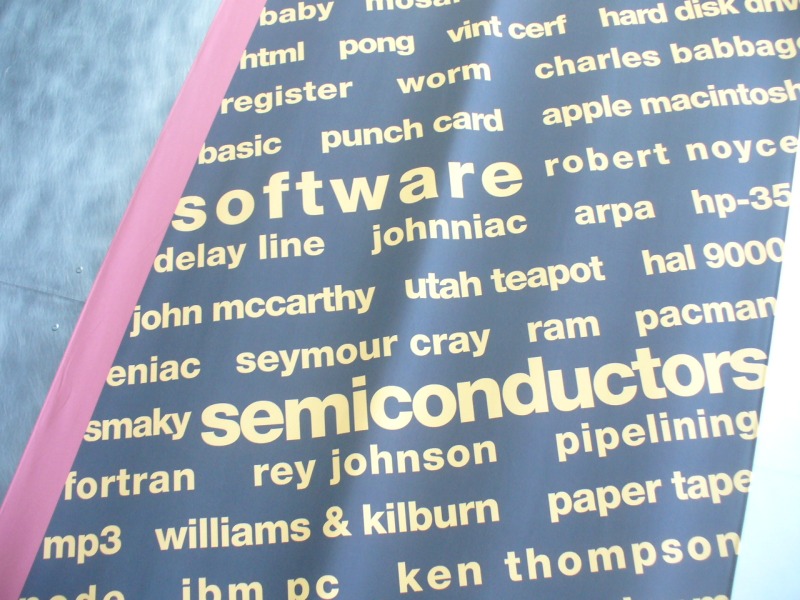 baby mosai
html pong vint cerf hard disk driv
register worm charles babbage
basic punch card apple macintosh
software robert noyce
delay line johnniac arpa hp-35
john mccarthy utah teapot hal 9000
eniac seymour cray ram pacman
smaky semiconductors
fortran rey johnson pipelining
mp3 williams & kilburn paper tape
ibm pc ken thompson